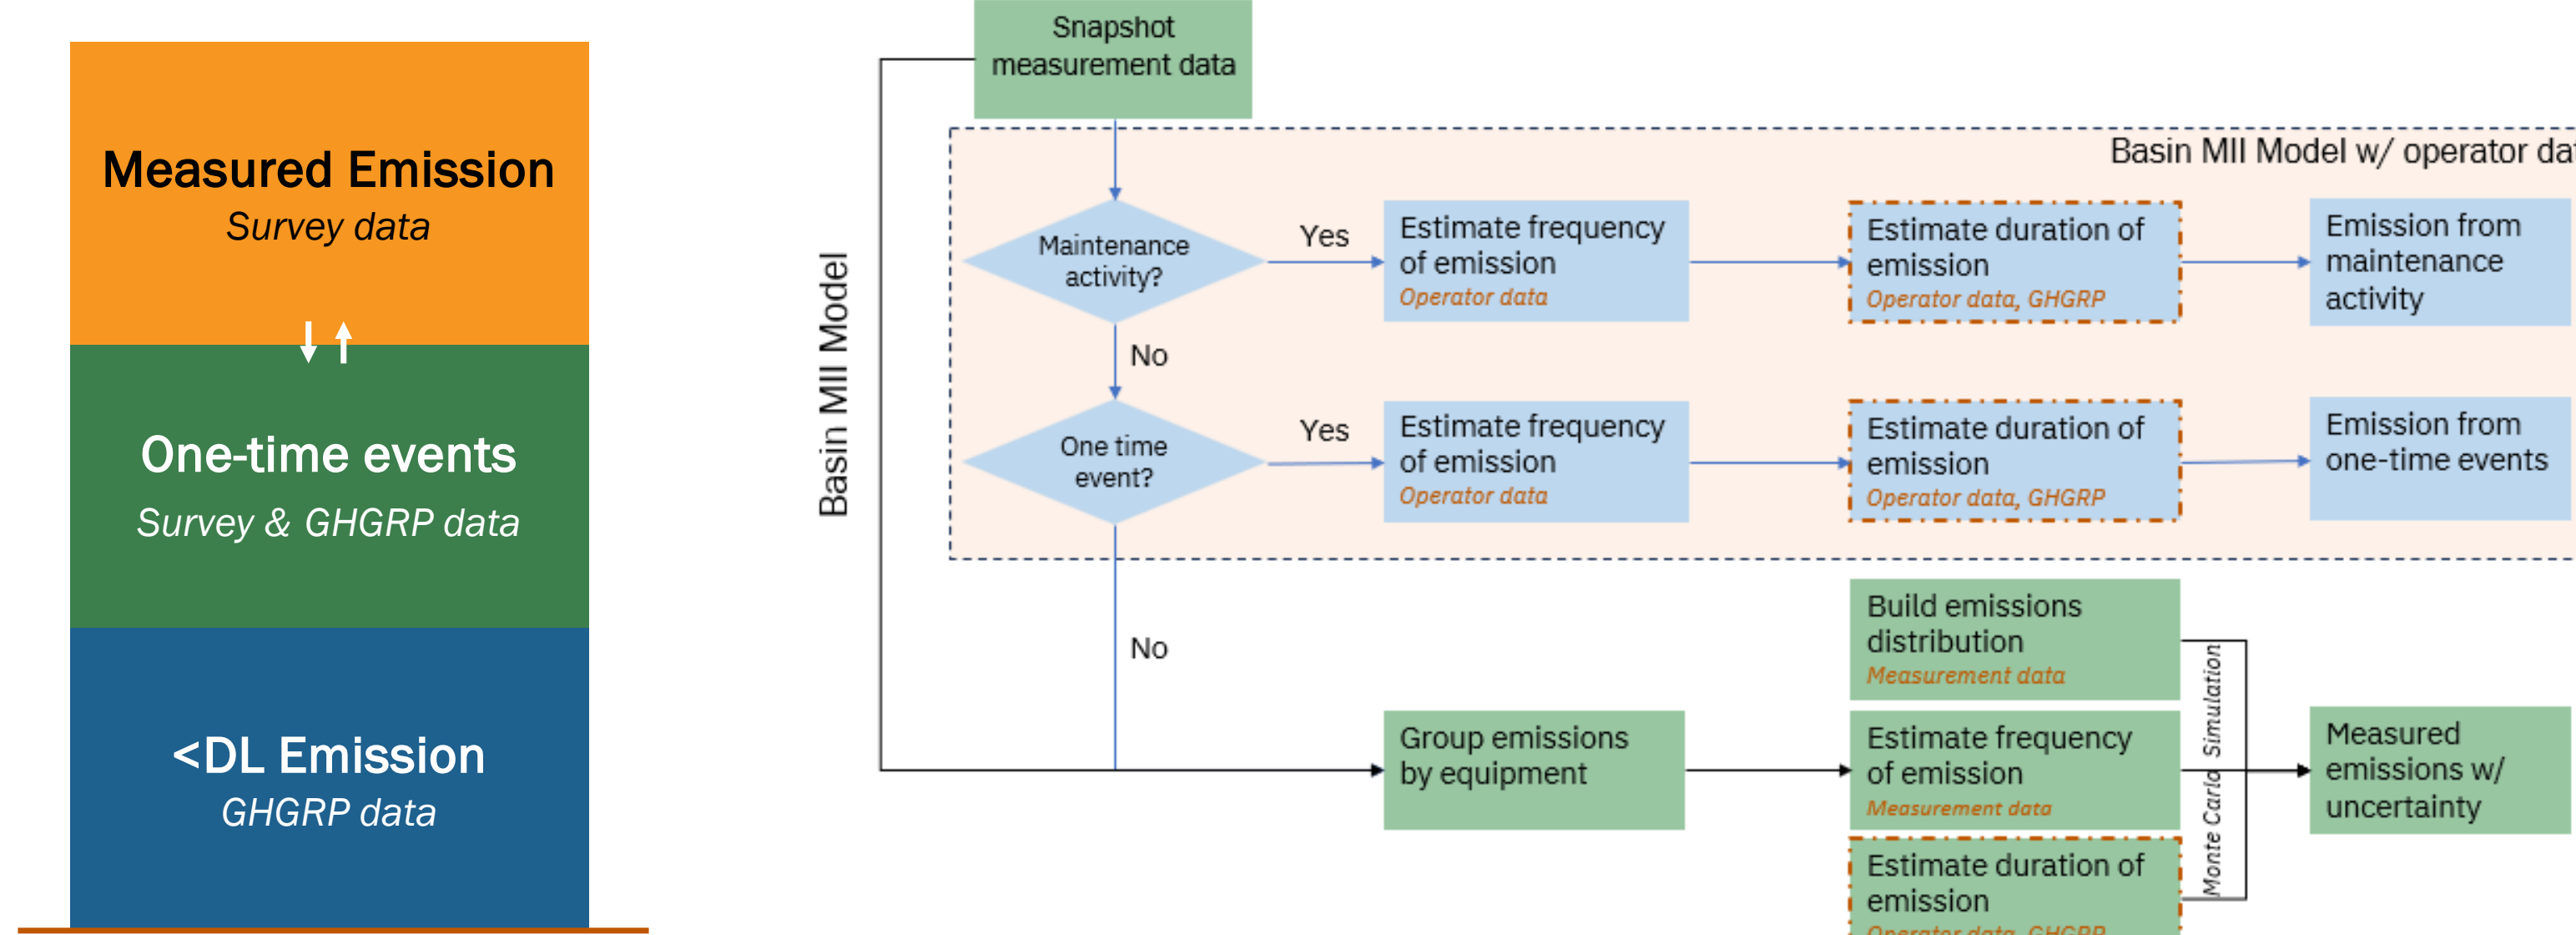 Measured Emission
Survey data
One-time events
Survey & GHGRP data
<DL Emission
GHGRP data
Basin MII Model
Snapshot
measurement data
Basin MII Model w/ operator
Maintenance
activity?
Yes
Estimate frequency
of emission
Operator data
Estimate duration of
emission
Operator data, GHGRP
Emission from
maintenance
activity
No
One time
event?
Yes
Estimate frequency
of emission
Operator data
Estimate duration of
emission
Operator data, GHGRP
Emission from
one-time events
No
Group emissions
by equipment
Build emissions
distribution
Measurement data
Estimate frequency
of emission
Measurement data
Estimate duration of
emission
Operator data, GHGRP
Monte Carlo Simulation
Measured
emissions w/
uncertainty